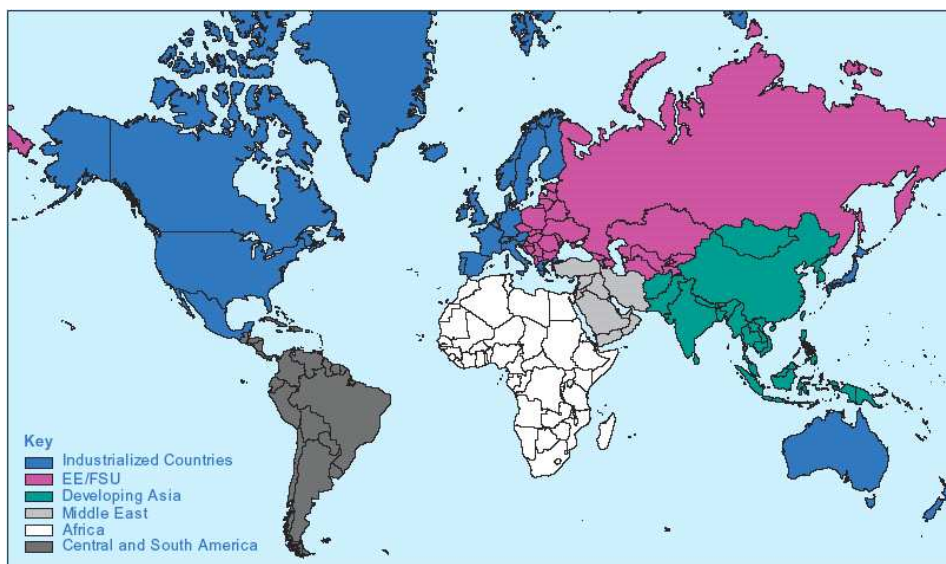 Key
Industrialized Countries
EE/FSU
Developing Asia
Middle East
Africa
Central and South America